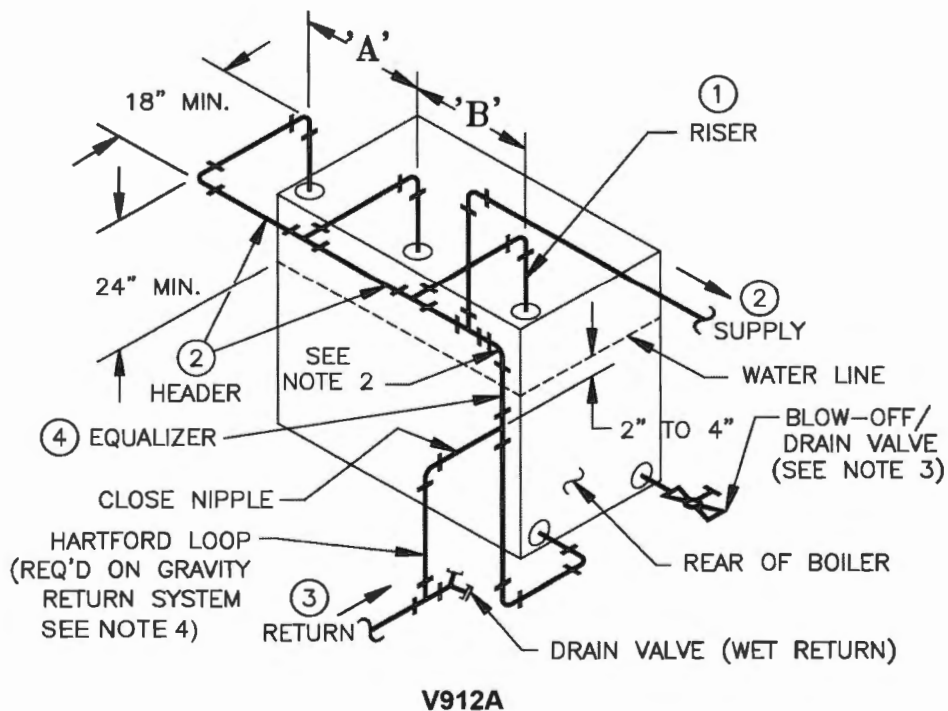 'A'
18" MIN.
'B'
1
RISER
24" MIN.
2
SUPPLY
2
HEADER
SEE
NOTE 2
WATER LINE
4 EQUALIZER
2" TO 4"
BLOW-OFF/
DRAIN VALVE
(SEE NOTE 3)
CLOSE NIPPLE
HARTFORD LOOP
(REQ'D ON GRAVITY
RETURN SYSTEM
SEE NOTE 4)
REAR OF BOILER
3
RETURN
DRAIN VALVE (WET RETURN)
V912A